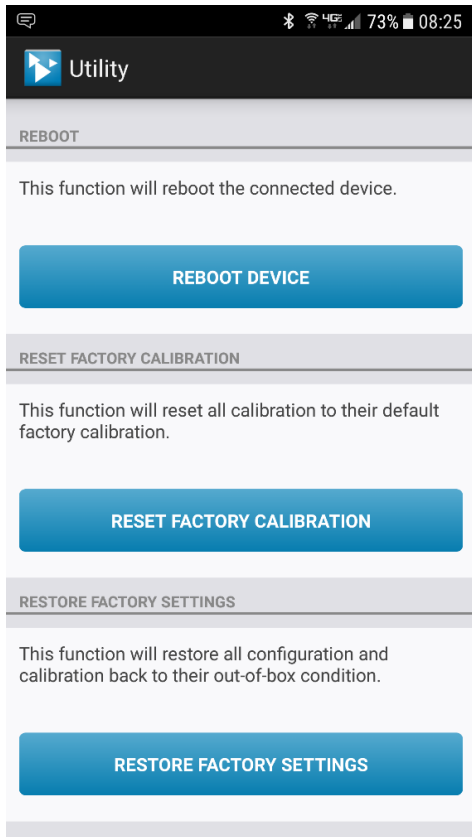 4GE 73% 08:25
Utility
REBOOT
This function will reboot the connected device.
REBOOT DEVICE
RESET FACTORY CALIBRATION
This function will reset all calibration to their default
factory calibration.
RESET FACTORY CALIBRATION
RESTORE FACTORY SETTINGS
This function will restore all configuration and
calibration back to their out-of-box condition.
RESTORE FACTORY SETTINGS